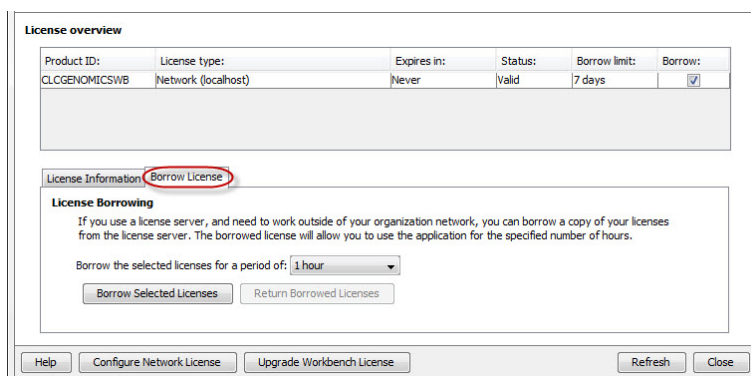 License overview
Product ID: License type: Expires in: Status: Borrow limit: Borrow:
CLCGENOMICSWB Network (localhost) Never Valid 7 days
License Information Borrow License
License Borrowing
If you use a license server, and need to work outside of your organization network, you can borrow a copy of your licenses
from the license server. The borrowed license will allow you to use the application for the specified number of hours.
Borrow the selected licenses for a period of: 1 hour
Borrow Selected Licenses Return Borrowed Licenses
Help Configure Network License Upgrade Workbench License Refresh Close